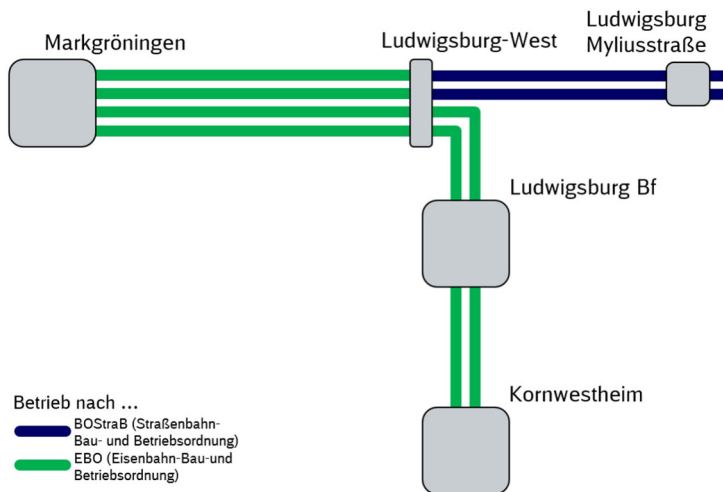 Markgröningen
Ludwigsburg-West
Ludwigsburg
Myliusstraße
Ludwigsburg Bf
Kornwestheim
Betrieb nach ...
BOStraB (Straßenbahn-
Bau- und Betriebsordnung)
EBO (Eisenbahn-Bau-und
Betriebsordnung)